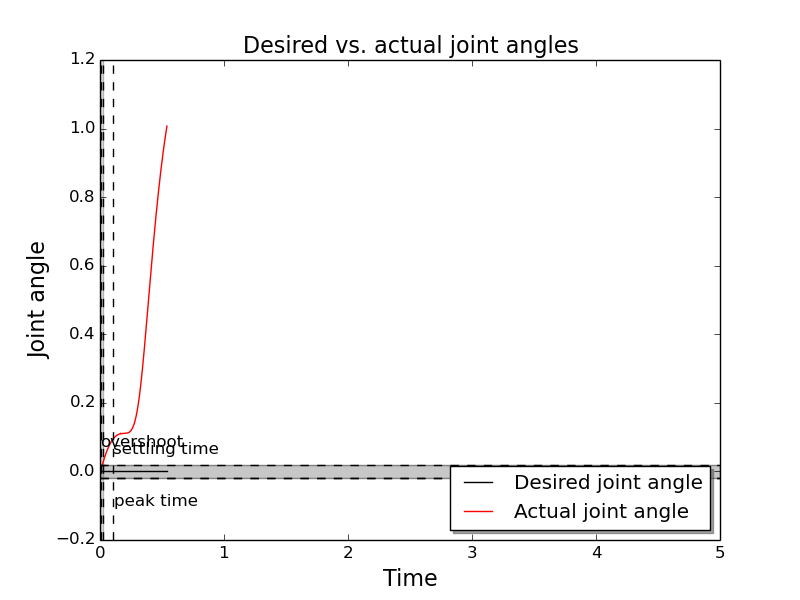 Desired vs. actual joint angles
1.2
1.0
0.8
0.6
0.4
0.2
0.0
−0.2
Joint angle
overshoot
settling time
peak time
Desired joint angle
Actual joint angle
0 1 2 3 4 5
Time